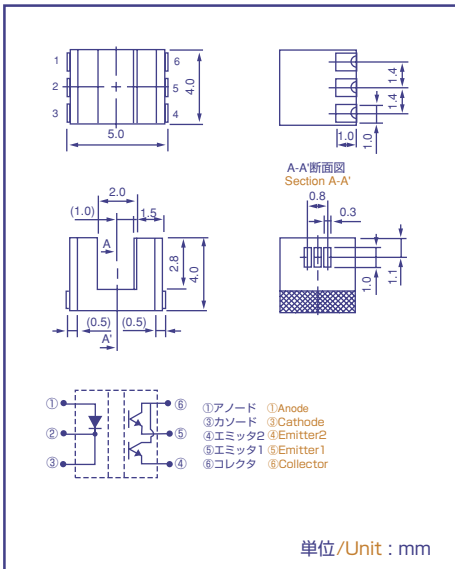 1
2
3
6
5
4
4.0
5.0
1.4
1.4
1.0
1.0
A-A'断面図
Section A-A'
2.0
(1.0)
1.5
A
2.8
4.0
(0.5)
(0.5)
A'
0.8
0.3
1.0
1.1
①
②
③
⑥
⑤
④
①アノード ①Anode
③カソード ③Cathode
④エミッタ2 ④Emitter2
⑤エミッタ1 ⑤Emitter1
⑥コレクタ ⑥Collector
単位/Unit : mm